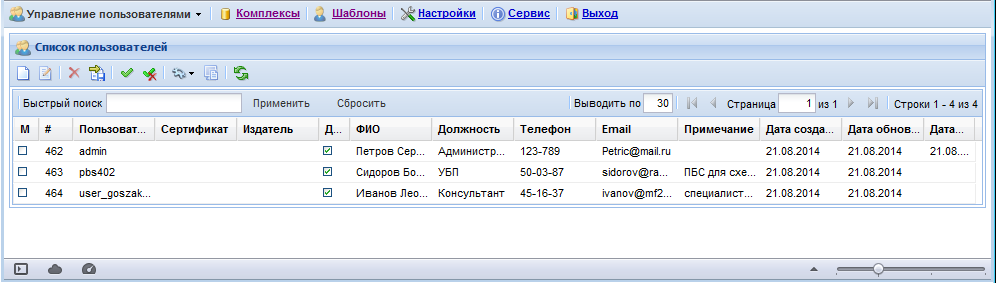 Управление пользователями Комплексы Шаблоны Настройки Сервис Выход
Список пользователей
Быстрый поиск Применить Сбросить Выводить по 30 Страница 1 из 1 Строки 1 - 4 из 4
М # Пользоват... Сертификат Издатель Д... ФИО Должность Телефон Email Примечание Дата созда... Дата обнов... Дата...
462 admin Петров Сер... Администр... 123-789 Petric@mail.ru 21.08.2014 21.08.2014 21.08....
463 pbs402 Сидоров Бо... УБП 50-03-87 sidorov@ra... ПБС для схе... 21.08.2014 21.08.2014
464 user_goszak... Иванов Лео... Консультант 45-16-37 ivanov@mf2... специалист... 21.08.2014 21.08.2014